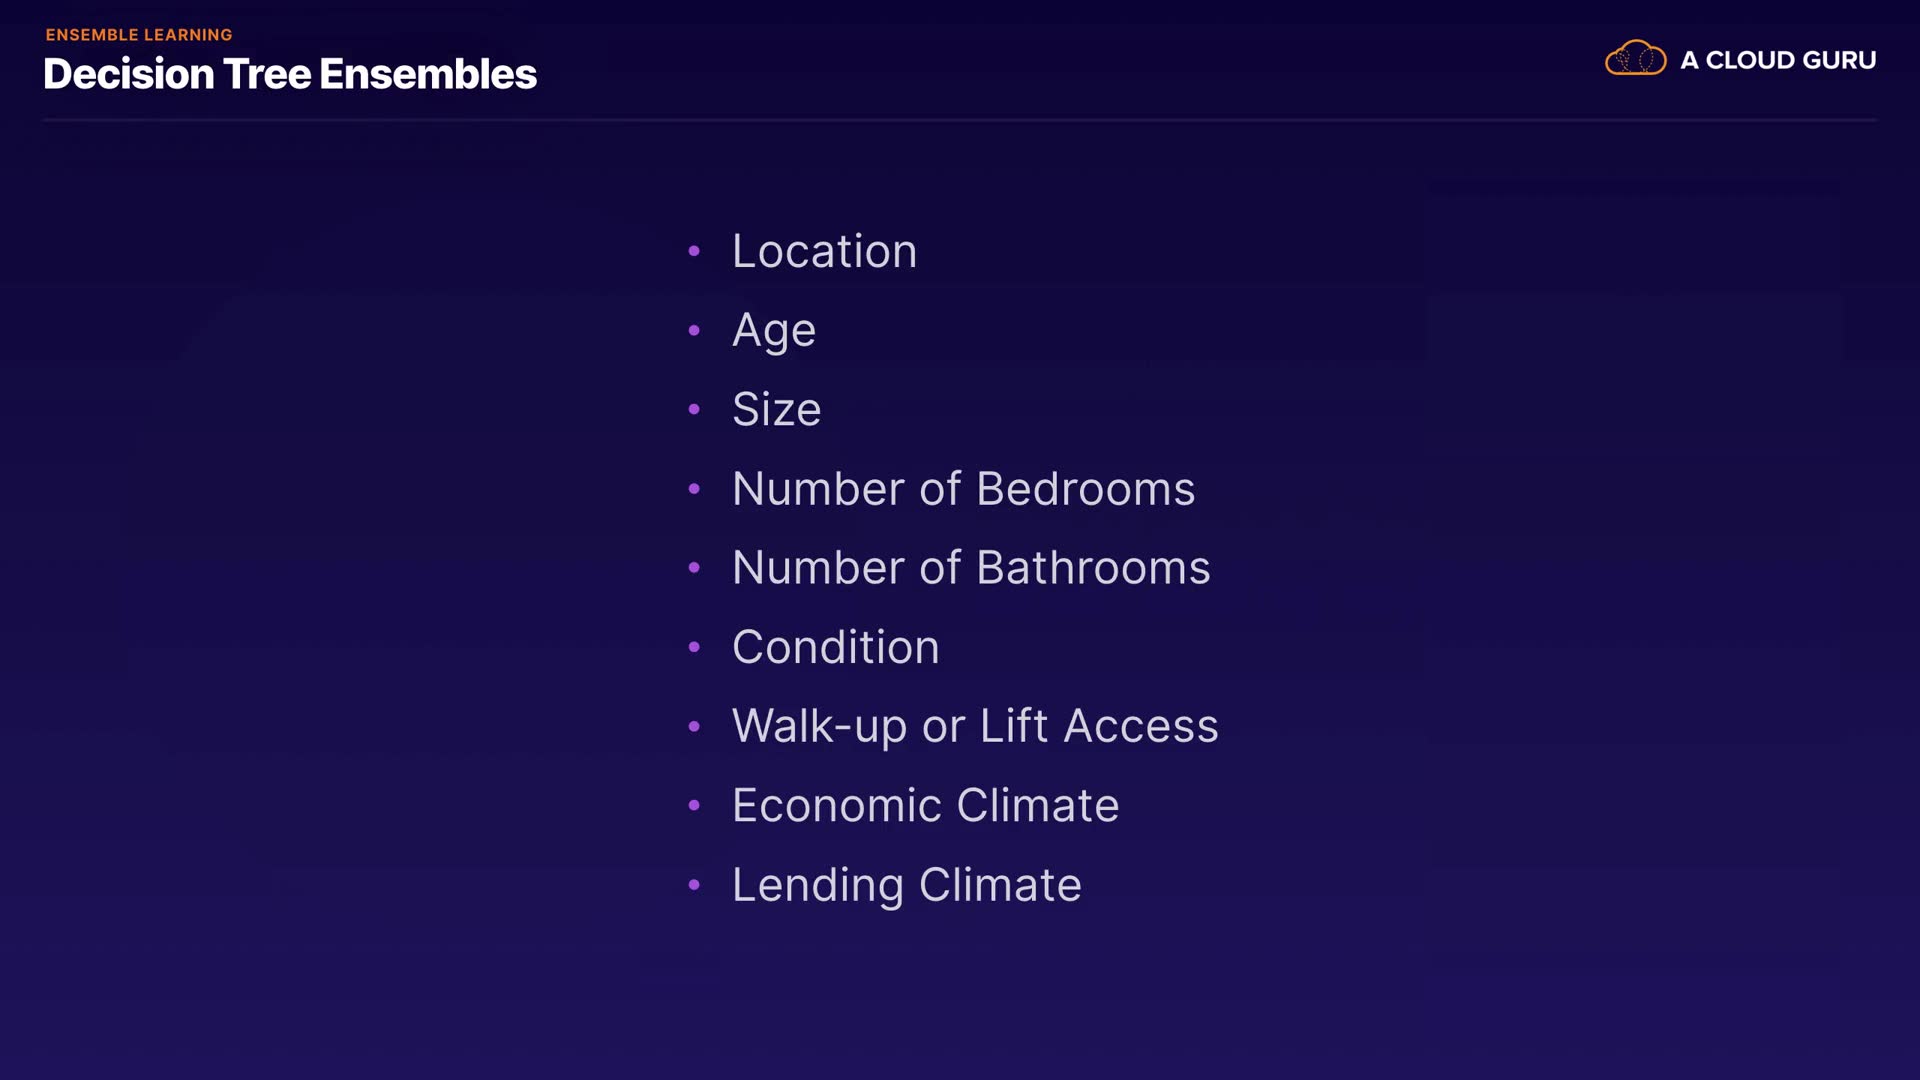 ENSEMBLE LEARNING
Decision Tree Ensembles
A CLOUD GURU
• Location
• Age
• Size
• Number of Bedrooms
• Number of Bathrooms
• Condition
• Walk-up or Lift Access
• Economic Climate
• Lending Climate